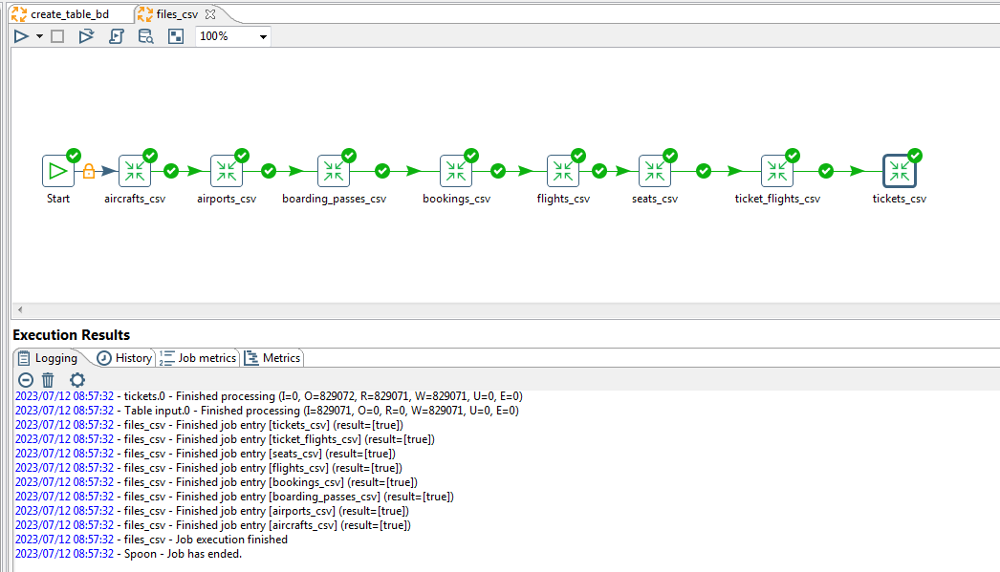 create_table_bd files_csv
100%
Start aircrafts_csv airports_csv boarding_passes_csv bookings_csv flights_csv seats_csv ticket_flights_csv tickets_csv
Execution Results
Logging History Job metrics Metrics
2023/07/12 08:57:32 - tickets.0 - Finished processing (I=0, O=829072, R=829071, W=829071, U=0, E=0)
2023/07/12 08:57:32 - Table input.0 - Finished processing (I=829071, O=0, R=0, W=829071, U=0, E=0)
2023/07/12 08:57:32 - files_csv - Finished job entry [tickets_csv] (result=[true])
2023/07/12 08:57:32 - files_csv - Finished job entry [ticket_flights_csv] (result=[true])
2023/07/12 08:57:32 - files_csv - Finished job entry [seats_csv] (result=[true])
2023/07/12 08:57:32 - files_csv - Finished job entry [flights_csv] (result=[true])
2023/07/12 08:57:32 - files_csv - Finished job entry [bookings_csv] (result=[true])
2023/07/12 08:57:32 - files_csv - Finished job entry [boarding_passes_csv] (result=[true])
2023/07/12 08:57:32 - files_csv - Finished job entry [airports_csv] (result=[true])
2023/07/12 08:57:32 - files_csv - Finished job entry [aircrafts_csv] (result=[true])
2023/07/12 08:57:32 - files_csv - Job execution finished
2023/07/12 08:57:32 - Spoon - Job has ended.